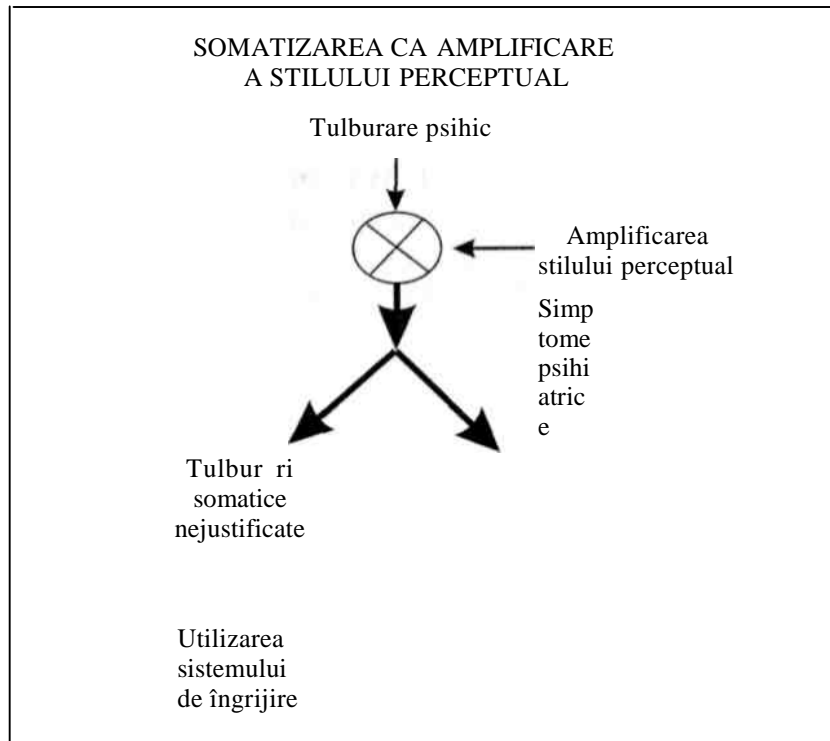 SOMATIZAREA CA AMPLIFICARE
A STILULUI PERCEPTUAL
Tulburare psihic
Amplificarea
stilului perceptual
Simp
tome
psihi
atric
e
Tulbur ri
somatice
nejustificate
Utilizarea
sistemului
de îngrijire